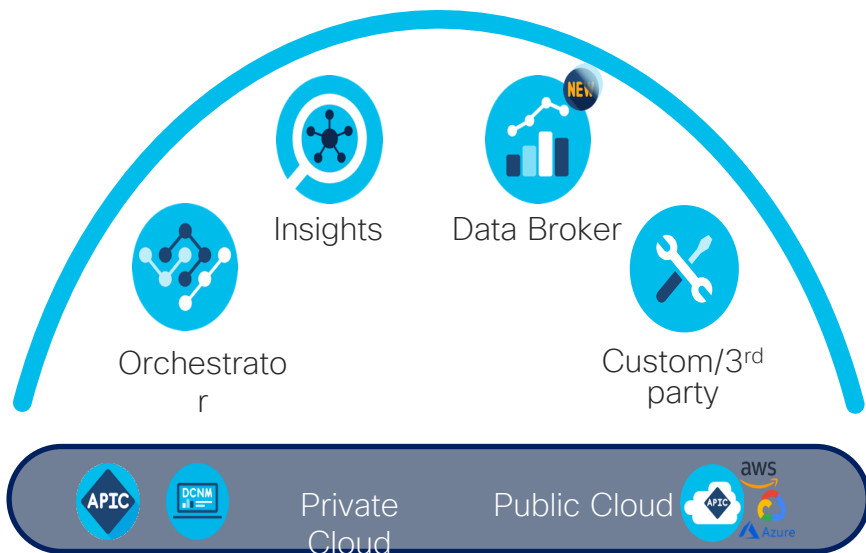 NEW
Insights
Data Broker
Orchestrato
r
Custom/3rd
party
APIC
DCNM
Private
Cloud
Public Cloud
APIC
aws
Azure